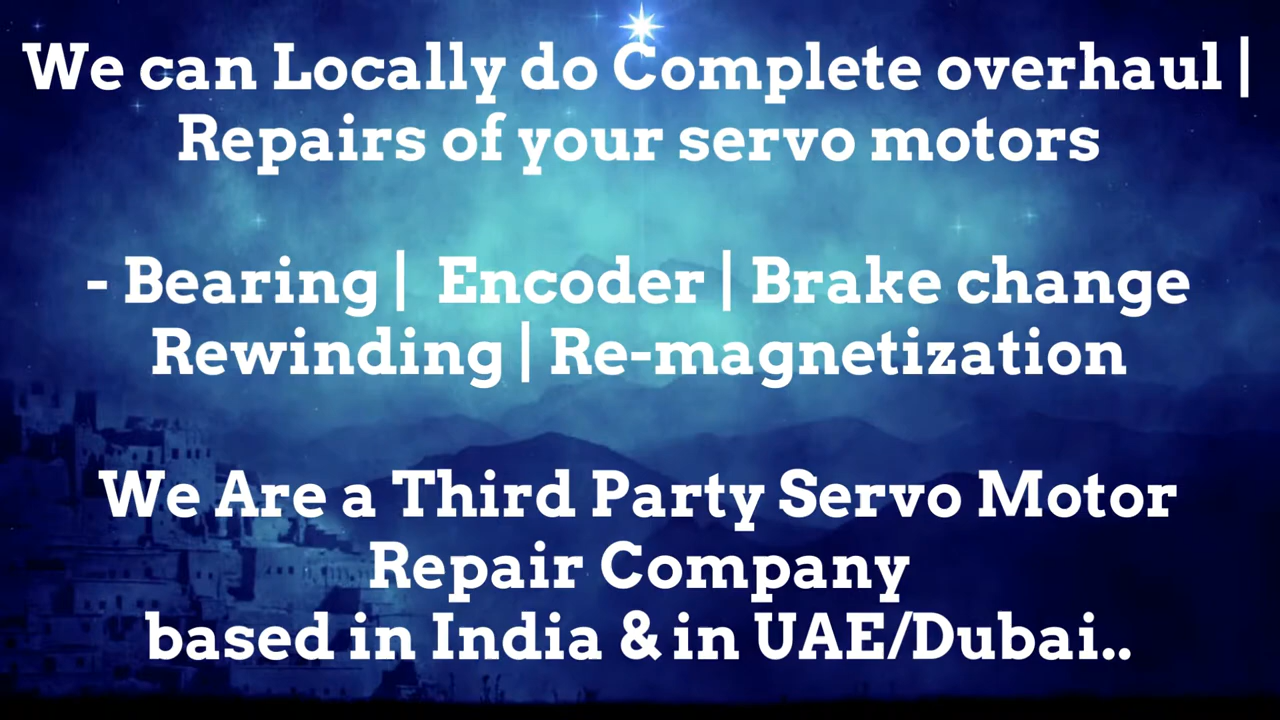 We can Locally do Complete overhaul |
Repairs of your servo motors
- Bearing | Encoder | Brake change
Rewinding | Re-magnetization
We Are a Third Party Servo Motor
Repair Company
based in India & in UAE/Dubai..